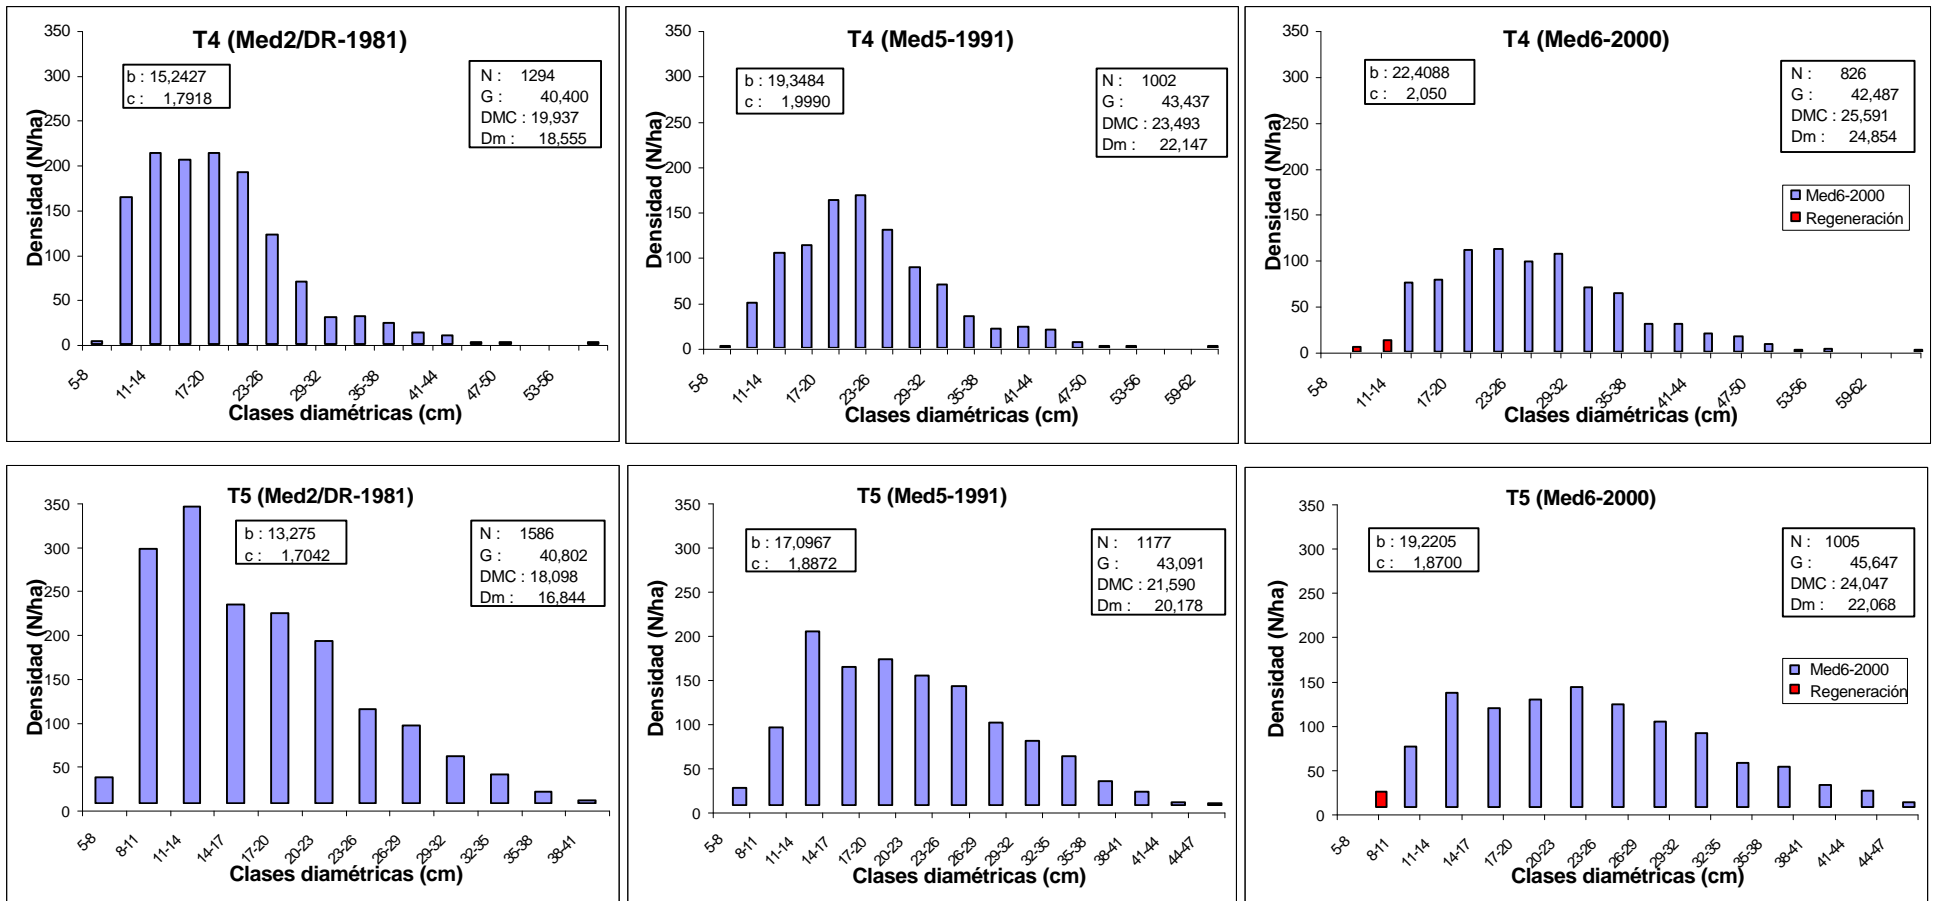 T4 (Med2/DR-1981)
b : 15,2427
c : 1,7918
N : 1294
G : 40,400
DMC : 19,937
Dm : 18,555
Densidad (N/ha)
350
300
250
200
150
100
50
0
5-8
11-14
17-20
23-26
29-32
35-38
41-44
47-50
53-56
Clases diamétricas (cm)
T4 (Med5-1991)
b : 19,3484
c : 1,9990
N : 1002
G : 43,437
DMC : 23,493
Dm : 22,147
Densidad (N/ha)
350
300
250
200
150
100
50
0
5-8
11-14
17-20
23-26
29-32
35-38
41-44
47-50
53-56
59-62
Clases diamétricas (cm)
T4 (Med6-2000)
b : 22,4088
c : 2,050
N : 826
G : 42,487
DMC : 25,591
Dm : 24,854
Med6-2000
Regeneración
Densidad (N/ha)
350
300
250
200
150
100
50
0
5-8
11-14
17-20
23-26
29-32
35-38
41-44
47-50
53-56
59-62
Clases diamétricas (cm)
T5 (Med2/DR-1981)
b : 13,275
c : 1,7042
N : 1586
G : 40,802
DMC : 18,098
Dm : 16,844
Densidad (N/ha)
350
300
250
200
150
100
50
0
5-8
8-11
11-14
14-17
17-20
20-23
23-26
26-29
29-32
32-35
35-38
38-41
Clases diamétricas (cm)
T5 (Med5-1991)
b : 17,0967
c : 1,8872
N : 1177
G : 43,091
DMC : 21,590
Dm : 20,178
Densidad (N/ha)
350
300
250
200
150
100
50
0
5-8
8-11
11-14
14-17
17-20
20-23
23-26
26-29
29-32
32-35
35-38
38-41
41-44
44-47
Clases diamétricas (cm)
T5 (Med6-2000)
b : 19,2205
c : 1,8700
N : 1005
G : 45,647
DMC : 24,047
Dm : 22,068
Med6-2000
Regeneración
Densidad (N/ha)
350
300
250
200
150
100
50
0
5-8
8-11
11-14
14-17
17-20
20-23
23-26
26-29
29-32
32-35
35-38
38-41
41-44
44-47
Clases diamétricas (cm)